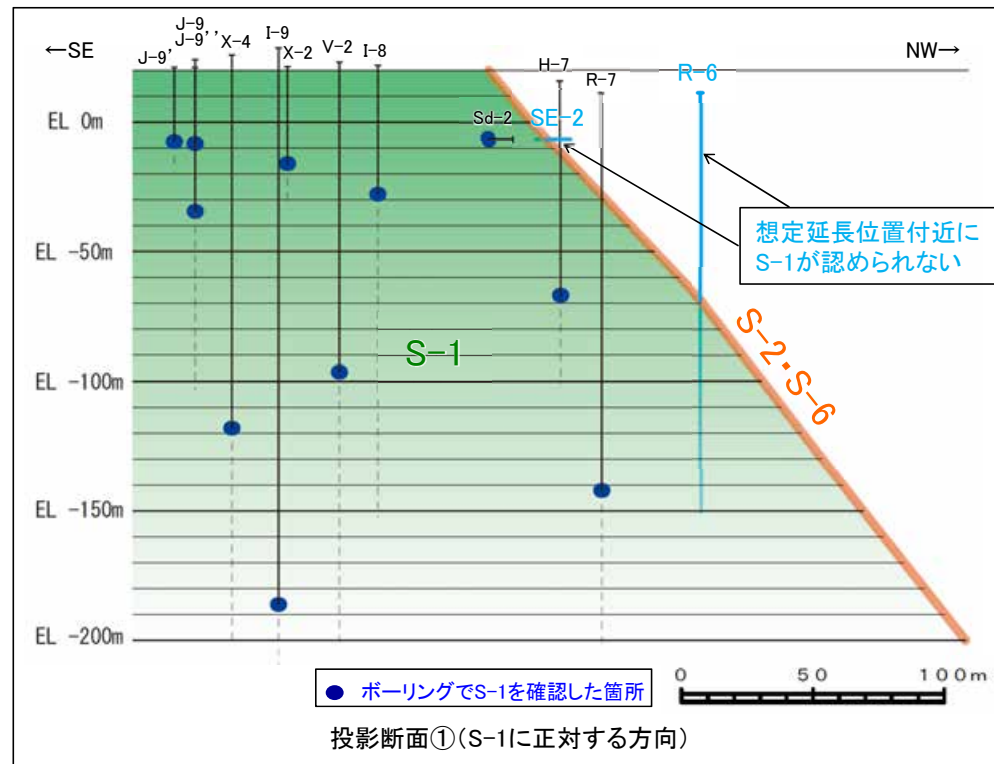 ←SE
NW→
J-9'
J-9
J-9''
X-4
I-9
X-2
V-2
I-8
H-7
R-7
R-6
EL 0m
Sd-2
SE-2
想定延長位置付近に
S-1が認められない
EL -50m
S-1
S-2・S-6
EL -100m
EL -150m
EL -200m
ボーリングでS-1を確認した箇所
0 50 100m
投影断面①(S-1に正対する方向)